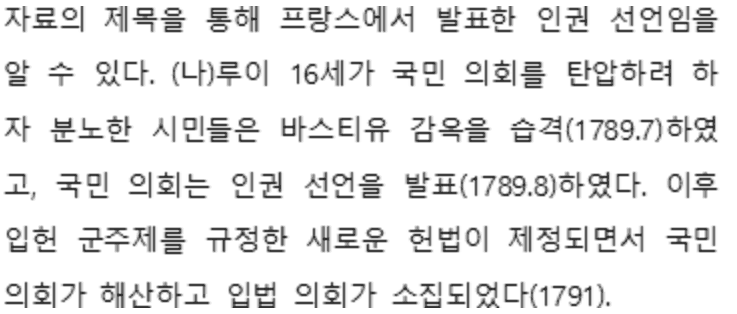 자료의 제목을 통해 프랑스에서 발표한 인권 선언임을
알 수 있다. (나)루이 16세가 국민 의회를 탄압하려 하
자 분노한 시민들은 바스티유 감옥을 습격(1789.7)하였
고, 국민 의회는 인권 선언을 발표(1789.8)하였다. 이후
입헌 군주제를 규정한 새로운 헌법이 제정되면서 국민
의회가 해산하고 입법 의회가 소집되었다(1791).